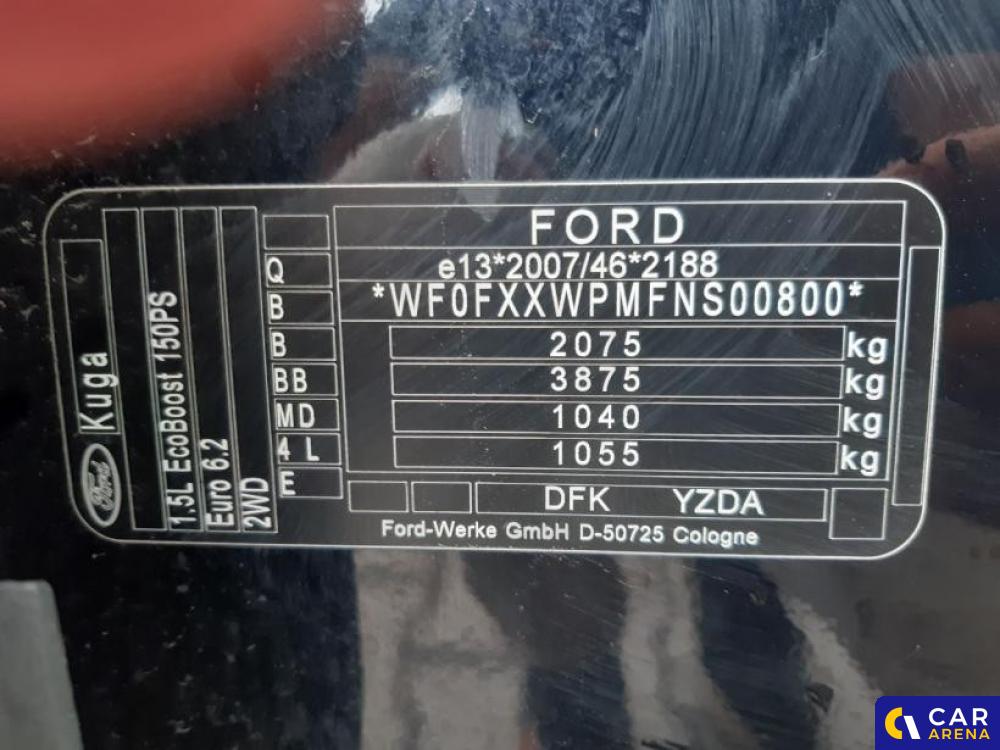 FORD
e13*2007/46*2188
*WF0FXXWPMFNS00800*
2075 kg
3875 kg
1040 kg
1055 kg
DFK YZDA
Ford-Werke GmbH D-50725 Cologne
Q
B
B
BB
MD
4 L
E
Ford
Kuga
1.5L EcoBoost 150PS
Euro 6.2
2WD
CAR
ARENA